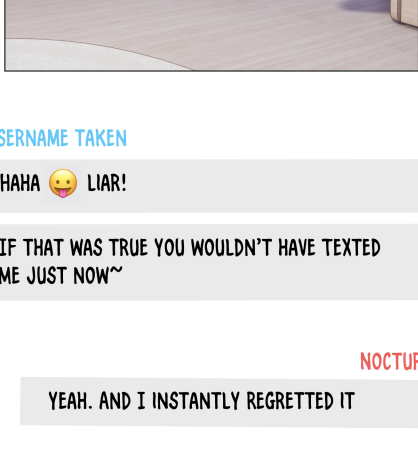 SERNAME TAKEN
HAHA 😛 LIAR!
IF THAT WAS TRUE YOU WOULDN'T HAVE TEXTED
ME JUST NOW~
NOCTUR
YEAH. AND I INSTANTLY REGRETTED IT